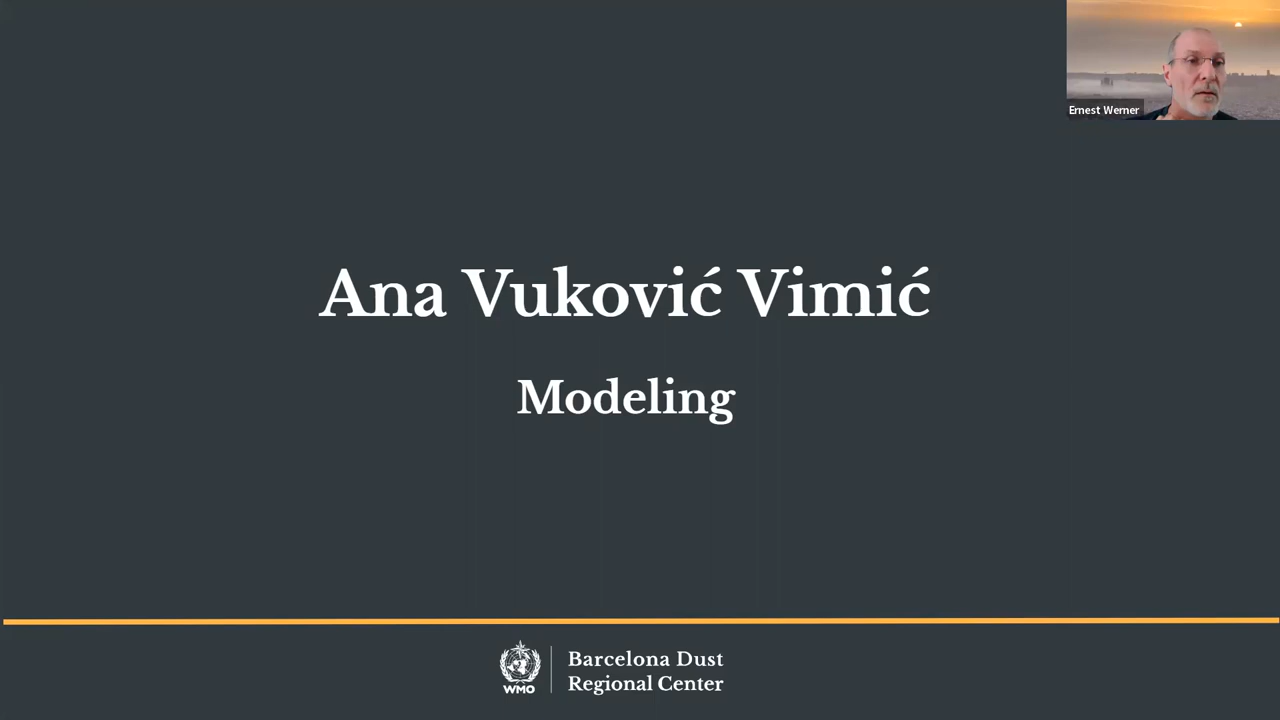 Ernest Werner
Ana Vuković Vimić
Modeling
WMO
Barcelona Dust
Regional Center